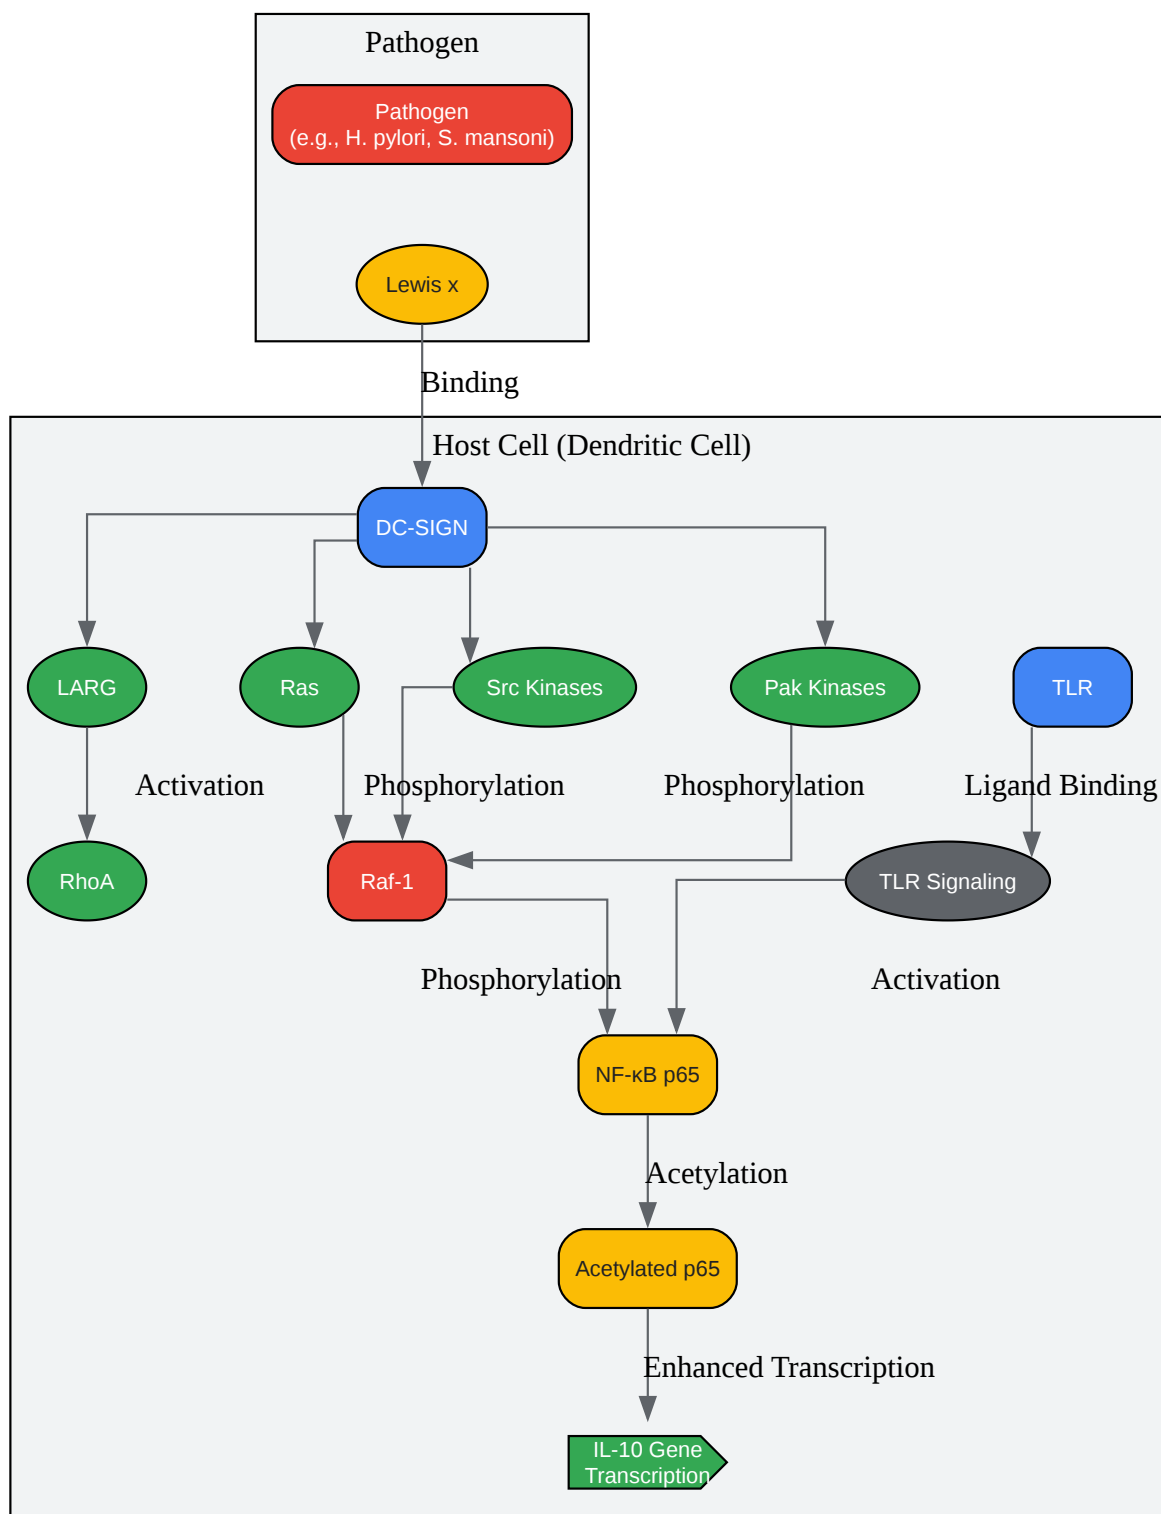 Pathogen
Pathogen
(e.g., H. pylori, S. mansoni)
Lewis x
Binding
Host Cell (Dendritic Cell)
DC-SIGN
LARG
Ras
Src Kinases
Pak Kinases
TLR
Activation
Phosphorylation
Phosphorylation
Ligand Binding
RhoA
Raf-1
TLR Signaling
Phosphorylation
Activation
NF-κB p65
Acetylation
Acetylated p65
Enhanced Transcription
IL-10 Gene
Transcription